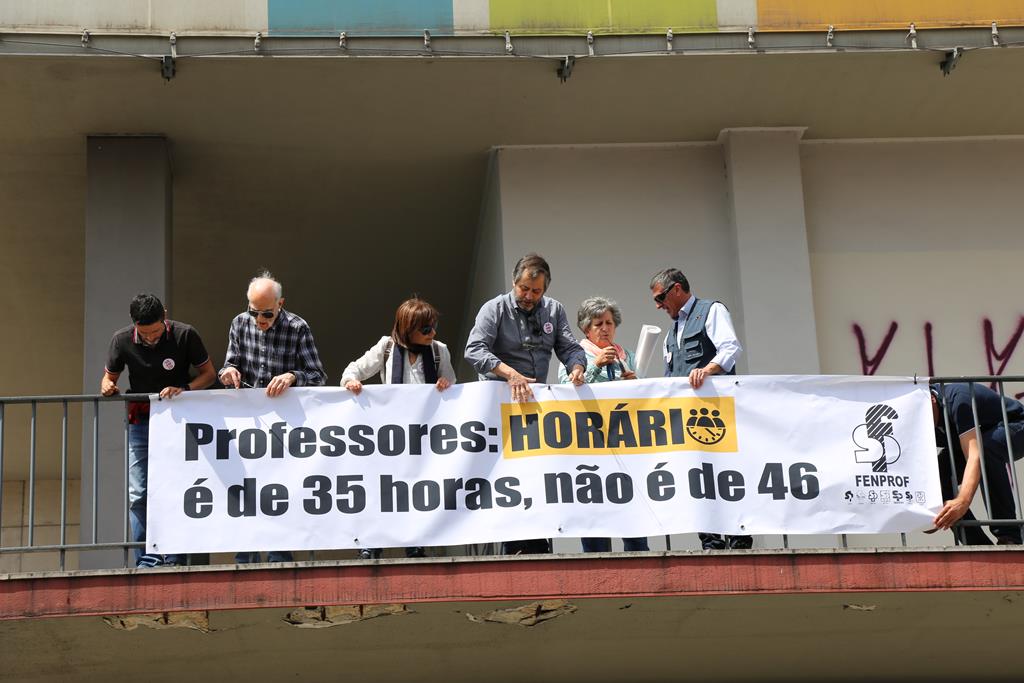 Professores: HORÁRIO
é de 35 horas, não é de 46
FENPROF